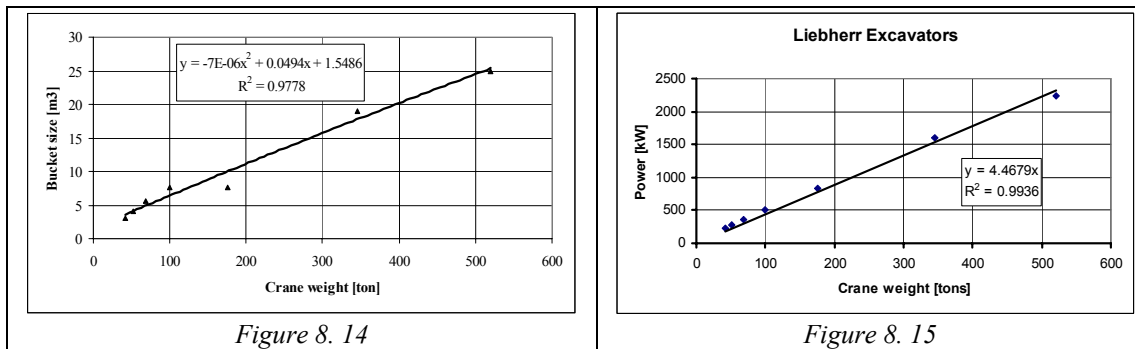 30
25
20
15
10
5
0
Bucket size [m3]
y = -7E-06x² + 0.0494x + 1.5486
R² = 0.9778
0 100 200 300 400 500 600
Crane weight [ton]
Figure 8. 14
Liebherr Excavators
2500
2000
1500
1000
500
0
Power [kW]
y = 4.4679x
R² = 0.9936
0 100 200 300 400 500 600
Crane weight [tons]
Figure 8. 15